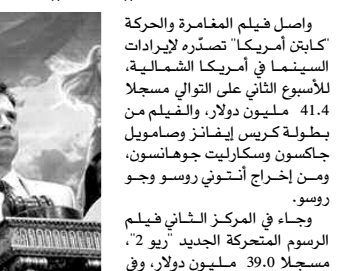 واصل فيلم المغامرة والحركة
"كابتن أمريكا" تصدّره لإيرادات
السينما في أمريكا الشمالية،
للأسبوع الثاني على التوالي مسجلا
41.4 مليون دولار، والفيلم من
بطولة كريس إيفانز وصامويل
جاكسون وسكارليت جوهانسون،
ومن إخراج أنتوني روسو وجو
روسو.
وجاء في المركز الثاني فيلم
الرسوم المتحركة الجديد "ريو 2"،
مسجلا 39.0 مليون دولار، وفي